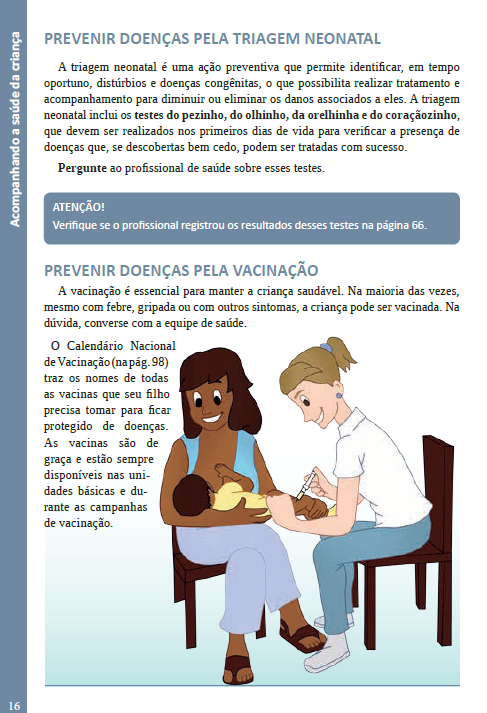 Acompanhando a saúde da criança
PREVENIR DOENÇAS PELA TRIAGEM NEONATAL
A triagem neonatal é uma ação preventiva que permite identificar, em tempo
oportuno, distúrbios e doenças congênitas, o que possibilita realizar tratamento e
acompanhamento para diminuir ou eliminar os danos associados a eles. A triagem
neonatal inclui os testes do pezinho, do olhinho, da orelhinha e do coraçãozinho,
que devem ser realizados nos primeiros dias de vida para verificar a presença de
doenças que, se descobertas bem cedo, podem ser tratadas com sucesso.
Pergunte ao profissional de saúde sobre esses testes.
ATENÇÃO!
Verifique se o profissional registrou os resultados desses testes na página 66.
PREVENIR DOENÇAS PELA VACINAÇÃO
A vacinação é essencial para manter a criança saudável. Na maioria das vezes,
mesmo com febre, gripada ou com outros sintomas, a criança pode ser vacinada. Na
dúvida, converse com a equipe de saúde.
O Calendário Nacional
de Vacinação (na pág. 98)
traz os nomes de todas
as vacinas que seu filho
precisa tomar para ficar
protegido de doenças.
As vacinas são de
graça e estão sempre
disponíveis nas uni-
dades básicas e du-
rante as campanhas
de vacinação.
16